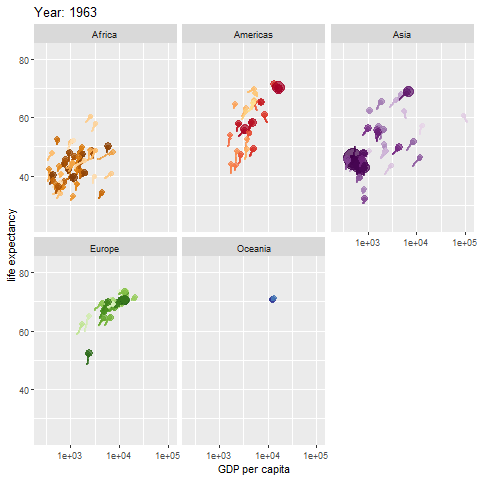 Year: 1963
Africa
Americas
Asia
80
60
40
1e+03 1e+04 1e+05
life expectancy
Europe
Oceania
80
60
40
1e+03 1e+04 1e+05
1e+03 1e+04 1e+05
GDP per capita